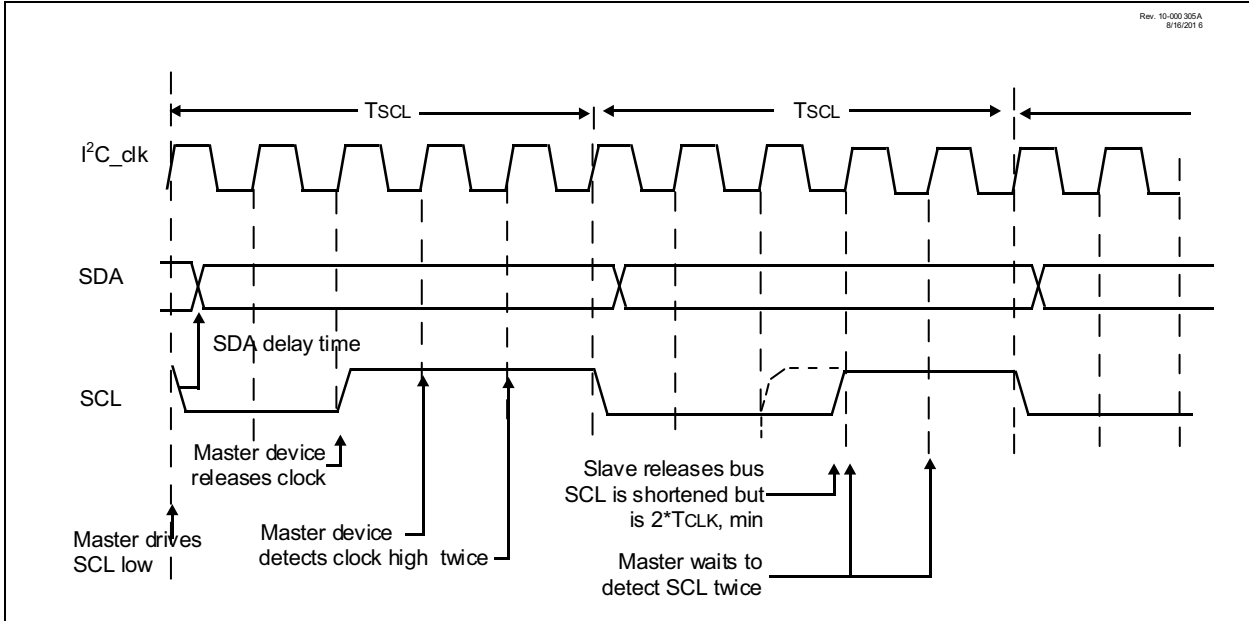 Rev. 10-000 305A
8/16/201 6
TSCL
TSCL
I²C_clk
SDA
SDA delay time
SCL
Master device
releases clock
Slave releases bus
SCL is shortened but
is 2*TCLK, min
Master drives
SCL low
Master device
detects clock high twice
Master waits to
detect SCL twice